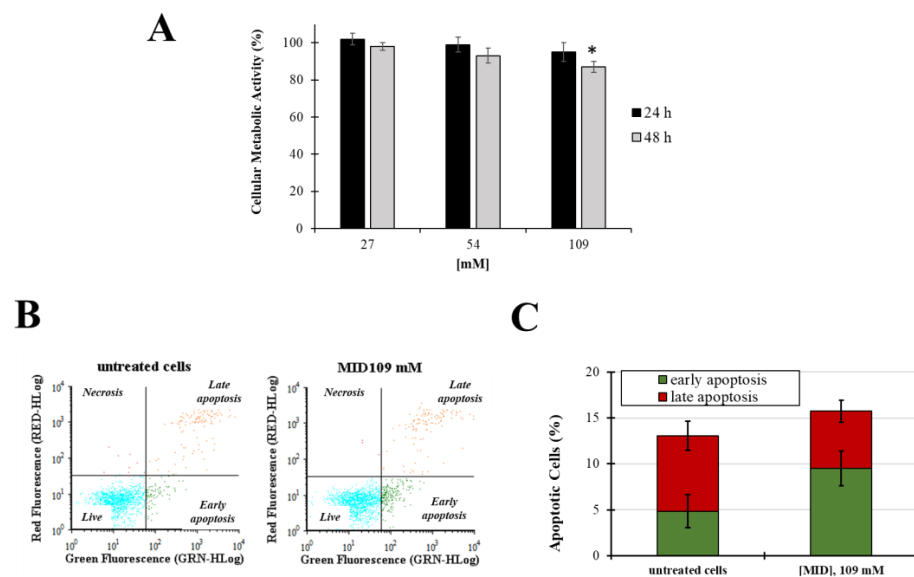 A
Cellular Metabolic Activity (%)
100
80
60
40
20
0
*
24 h
48 h
27 54 109
[mM]
B
untreated cells
Red Fluorescence (RED-HLog)
10⁴
10³
10²
10¹
10⁰
Necrosis
Late
apoptosis
Live
Early
apoptosis
10⁰ 10¹ 10² 10³ 10⁴
Green Fluorescence (GRN-HLog)
MID109 mM
Red Fluorescence (RED-HLog)
10⁴
10³
10²
10¹
10⁰
Necrosis
Late
apoptosis
Live
Early
apoptosis
10⁰ 10¹ 10² 10³ 10⁴
Green Fluorescence (GRN-HLog)
C
Apoptotic Cells (%)
20
15
10
5
0
early apoptosis
late apoptosis
untreated cells [MID], 109 mM